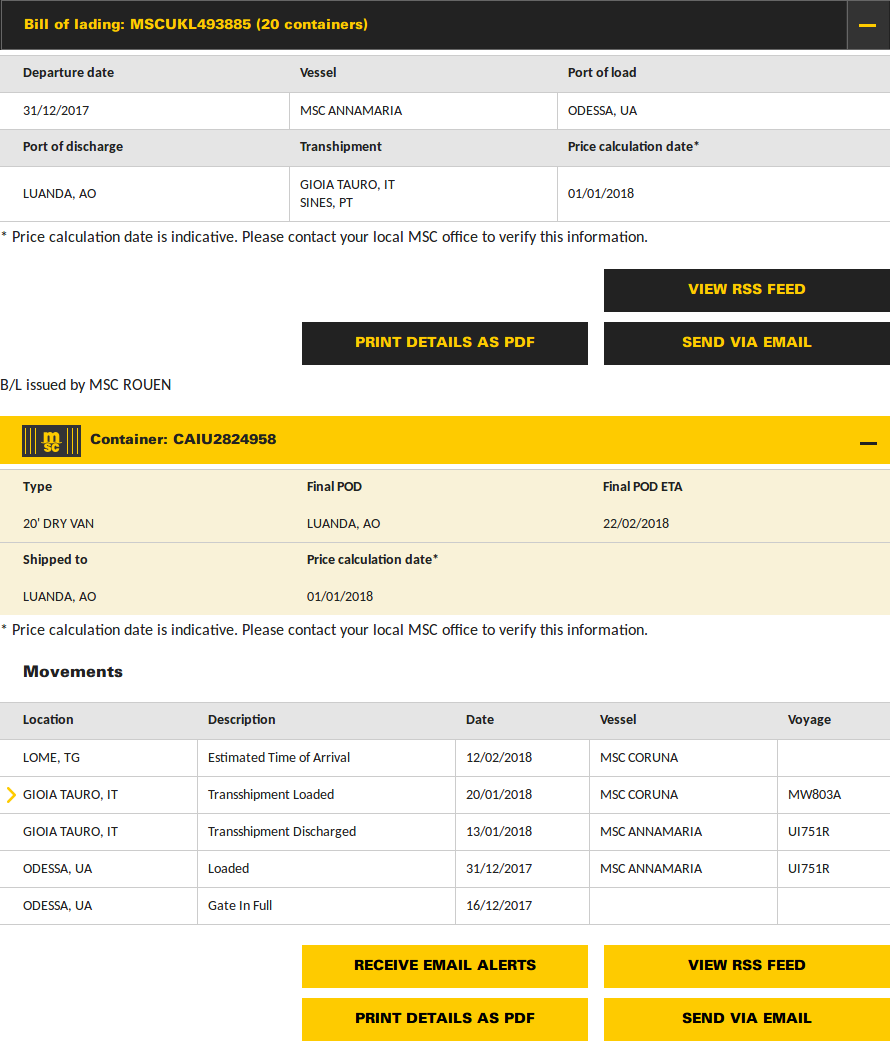 Bill of lading: MSCUKL493885 (20 containers)
Departure date Vessel Port of load
31/12/2017 MSC ANNAMARIA ODESSA, UA
Port of discharge Transhipment Price calculation date*
LUANDA, AO GIOIA TAURO, IT 01/01/2018
SINES, PT
* Price calculation date is indicative. Please contact your local MSC office to verify this information.
VIEW RSS FEED
PRINT DETAILS AS PDF SEND VIA EMAIL
B/L issued by MSC ROUEN
msc Container: CAIU2824958
Type Final POD Final POD ETA
20' DRY VAN LUANDA, AO 22/02/2018
Shipped to Price calculation date*
LUANDA, AO 01/01/2018
* Price calculation date is indicative. Please contact your local MSC office to verify this information.
Movements
Location Description Date Vessel Voyage
LOME, TG Estimated Time of Arrival 12/02/2018 MSC CORUNA
GIOIA TAURO, IT Transshipment Loaded 20/01/2018 MSC CORUNA MW803A
GIOIA TAURO, IT Transshipment Discharged 13/01/2018 MSC ANNAMARIA UI751R
ODESSA, UA Loaded 31/12/2017 MSC ANNAMARIA UI751R
ODESSA, UA Gate In Full 16/12/2017
RECEIVE EMAIL ALERTS VIEW RSS FEED
PRINT DETAILS AS PDF SEND VIA EMAIL